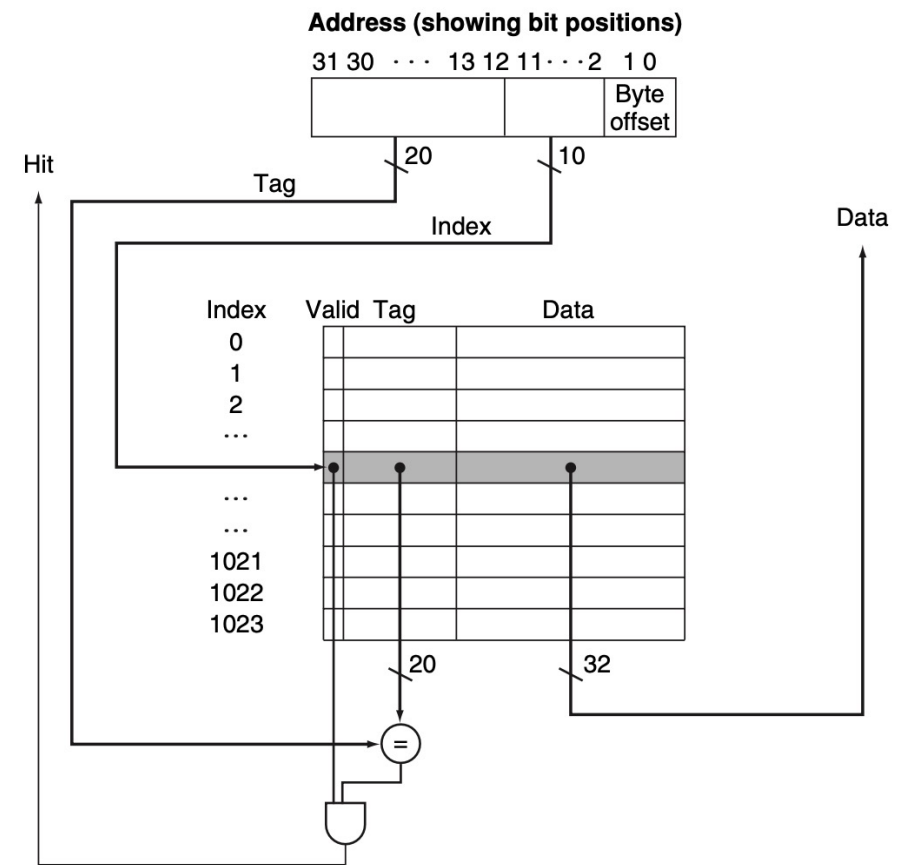 Address (showing bit positions)
31 30 ··· 13 12 11···2 1 0
Byte
offset
20
10
Hit
Tag
Index
Data
Index Valid Tag Data
0
1
2
...
...
...
1021
1022
1023
20
32
=